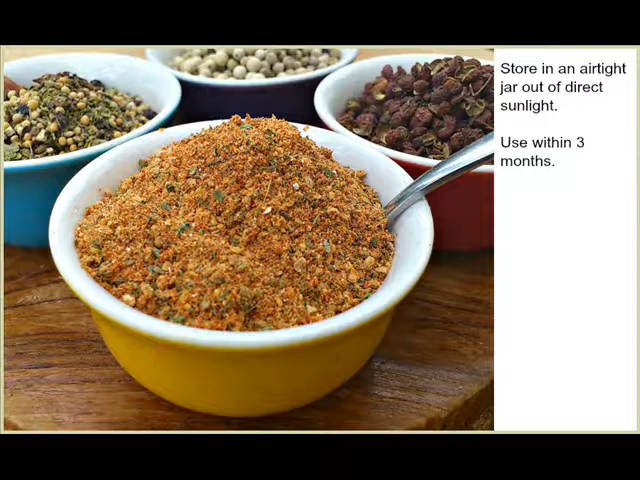 Store in an airtight
jar out of direct
sunlight.
Use within 3
months.